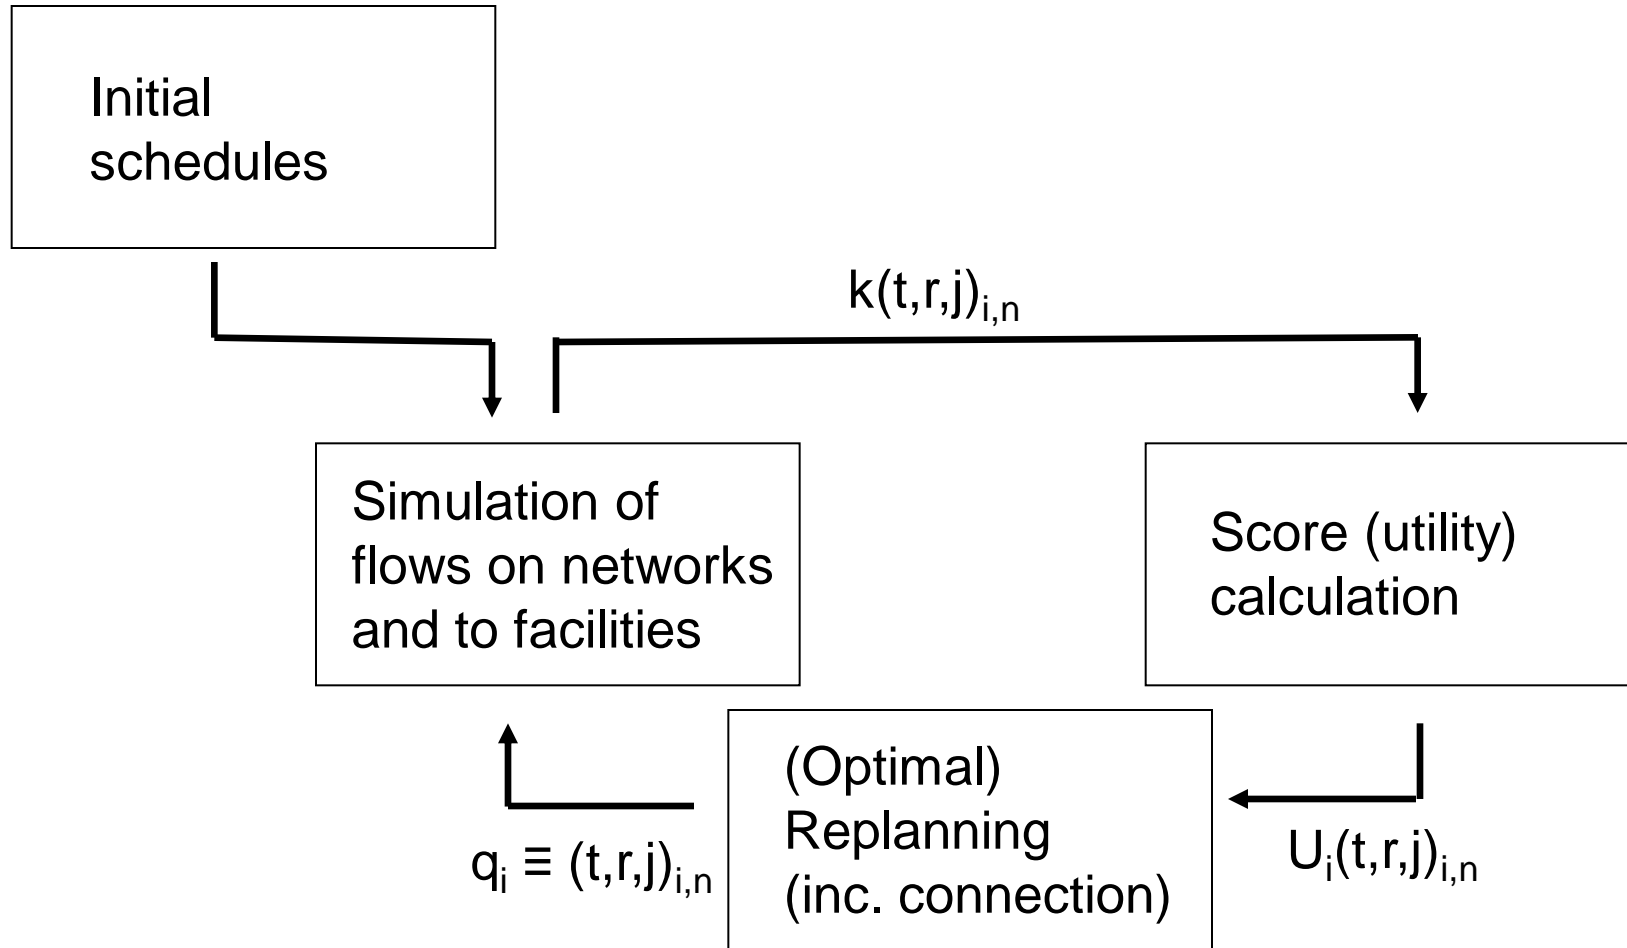 Initial
schedules
k(t,r,j)i,n
Simulation of
flows on networks
and to facilities
Score (utility)
calculation
(Optimal)
Replanning
(inc. connection)
qi ≡ (t,r,j)i,n
Ui(t,r,j)i,n